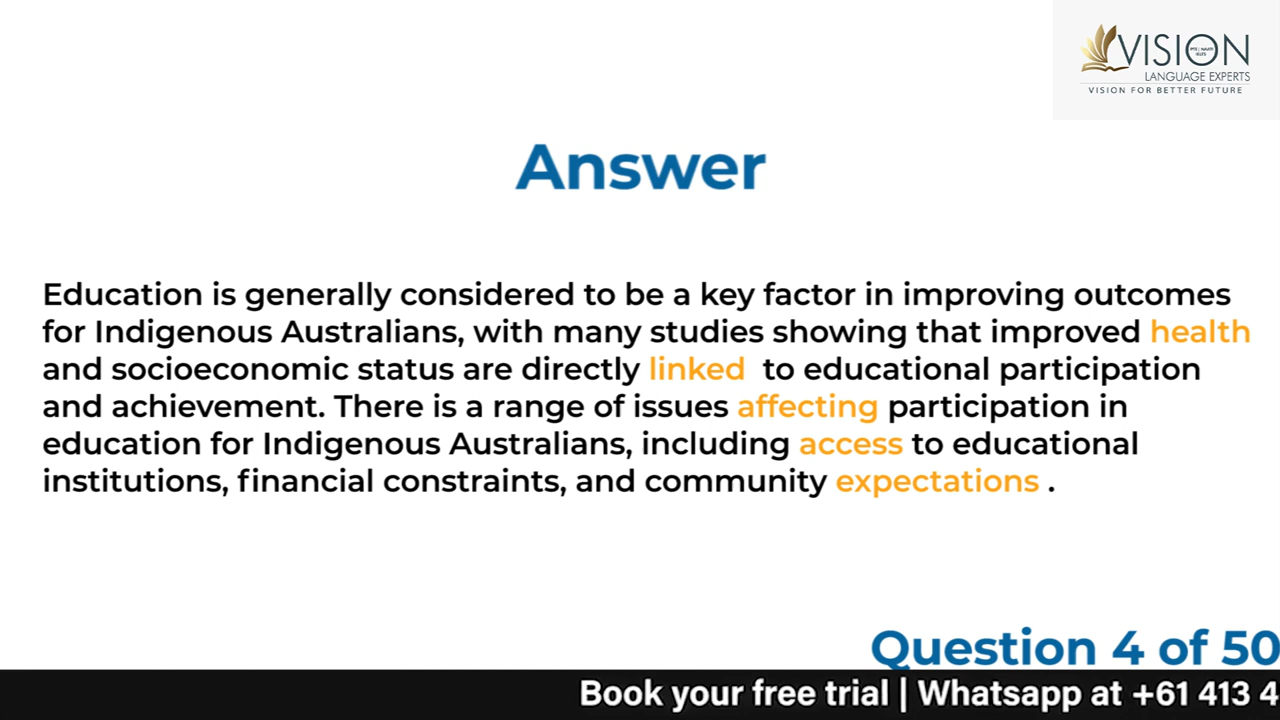 VISION
LANGUAGE EXPERTS
VISION FOR BETTER FUTURE
Answer
Education is generally considered to be a key factor in improving outcomes
for Indigenous Australians, with many studies showing that improved health
and socioeconomic status are directly linked to educational participation
and achievement. There is a range of issues affecting participation in
education for Indigenous Australians, including access to educational
institutions, financial constraints, and community expectations .
Question 4 of 50
Book your free trial | Whatsapp at +61 413 4